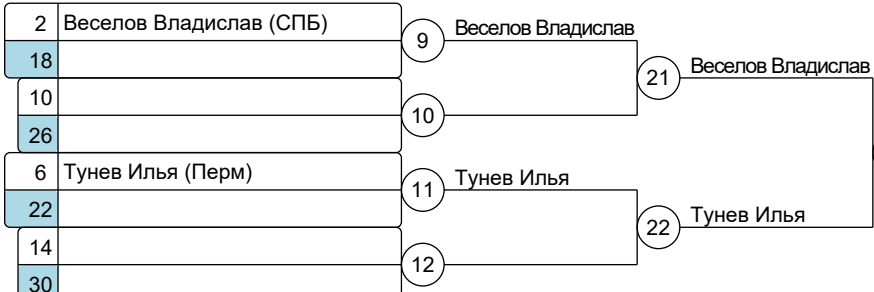 2 Веселов Владислав (СПБ)
9 Веселов Владислав
18
21 Веселов Владислав
10
10
26
6 Тунев Илья (Перм)
11 Тунев Илья
22
22 Тунев Илья
14
12
30